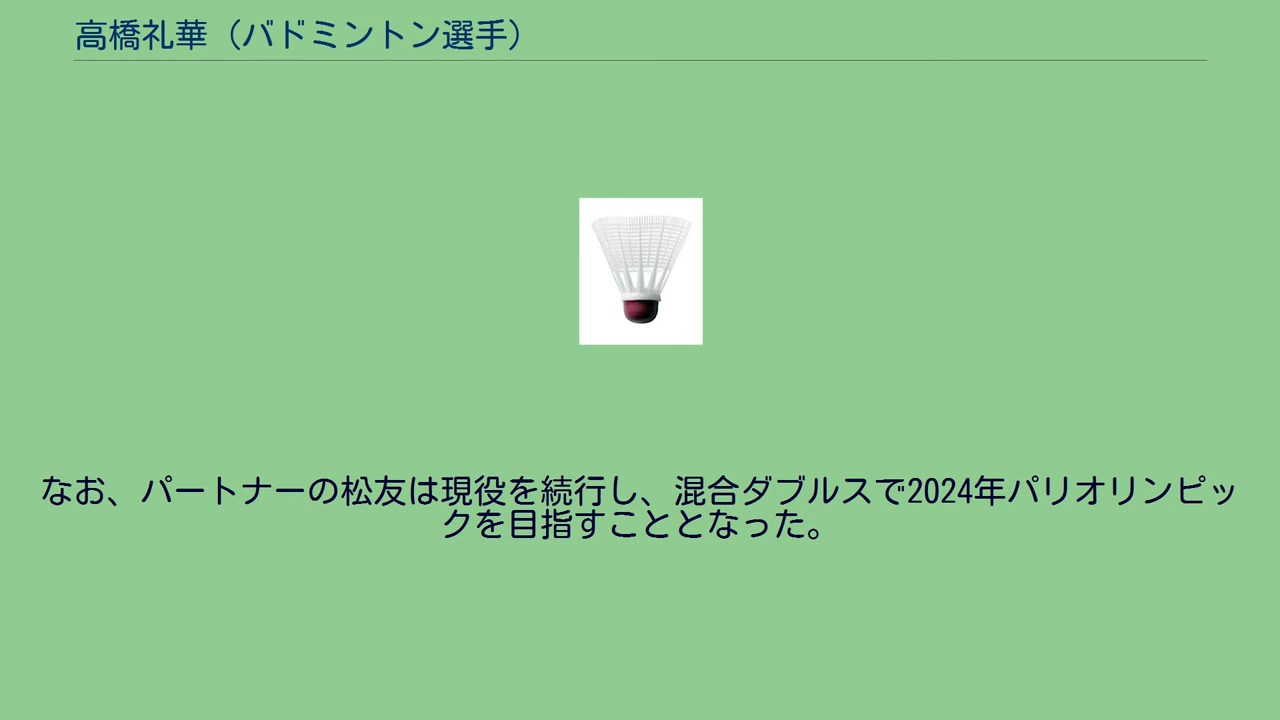 高橋礼華（バドミントン選手）
なお、パートナーの松友は現役を続行し、混合ダブルスで2024年パリオリンピッ
クを目指すこととなった。